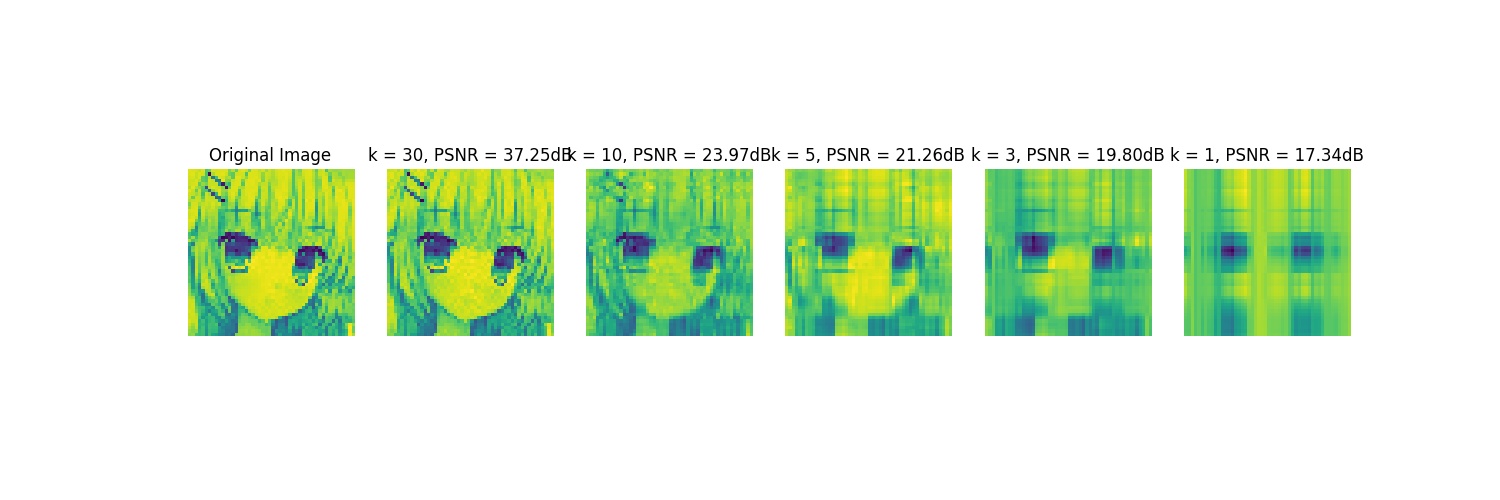 Original Image
k = 30, PSNR = 37.25dB
k = 10, PSNR = 23.97dB
k = 5, PSNR = 21.26dB
k = 3, PSNR = 19.80dB
k = 1, PSNR = 17.34dB